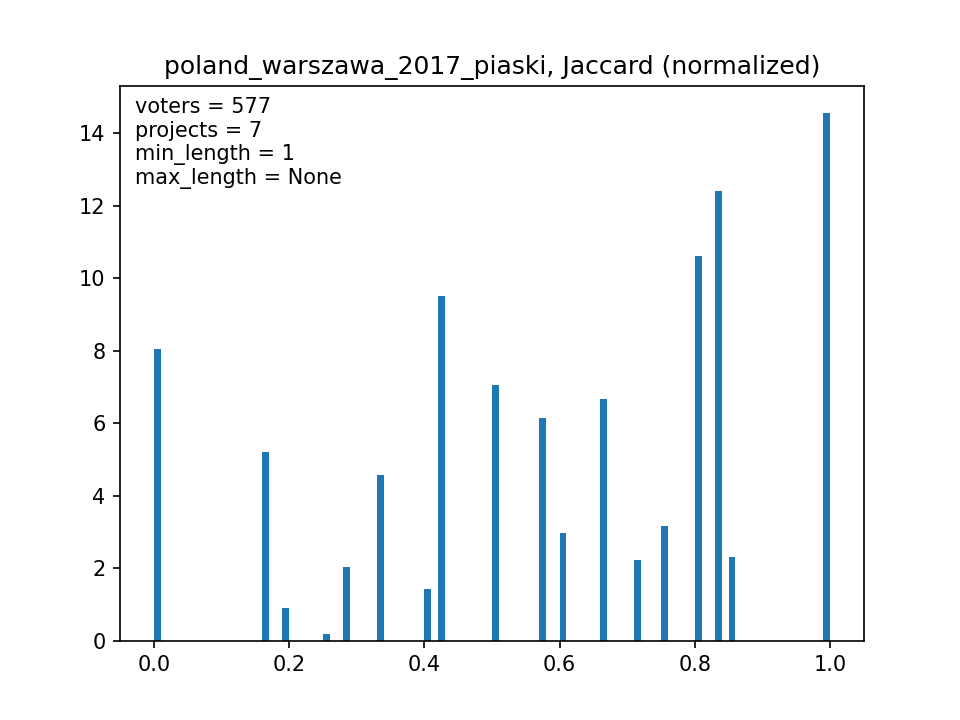 poland_warszawa_2017_piaski, Jaccard (normalized)
voters = 577
projects = 7
min_length = 1
max_length = None
14
12
10
8
6
4
2
0
0.0 0.2 0.4 0.6 0.8 1.0